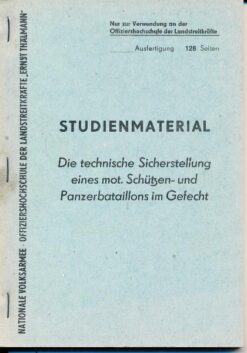 Nur zur Verwendung an der
Offiziershochschule der Landstreitkräfte
Ausfertigung 128 Seiten
STUDIENMATERIAL
Die technische Sicherstellung
eines mot. Schützen- und
Panzerbataillons im Gefecht
NATIONALE VOLKSARMEE · OFFIZIERSHOCHSCHULE DER LANDSTREITKRÄFTE „ERNST THÄLMANN"